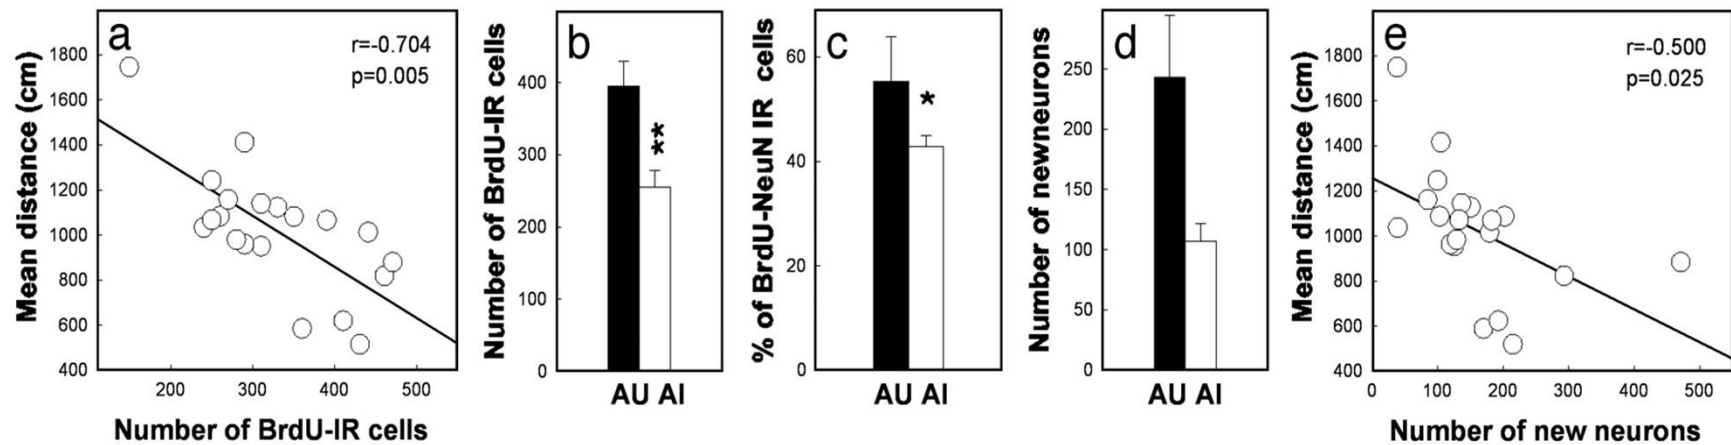 a
r=-0.704
p=0.005
Mean distance (cm)
1800
1600
1400
1200
1000
800
600
400
200 300 400 500
Number of BrdU-IR cells
b
Number of BrdU-IR cells
400
300
200
100
0
**
AU AI
c
% of BrdU-NeuN IR cells
60
40
20
0
*
AU AI
d
Number of newneurons
250
200
150
100
50
0
AU AI
e
r=-0.500
p=0.025
Mean distance (cm)
1800
1600
1400
1200
1000
800
600
400
0 100 200 300 400 500
Number of new neurons